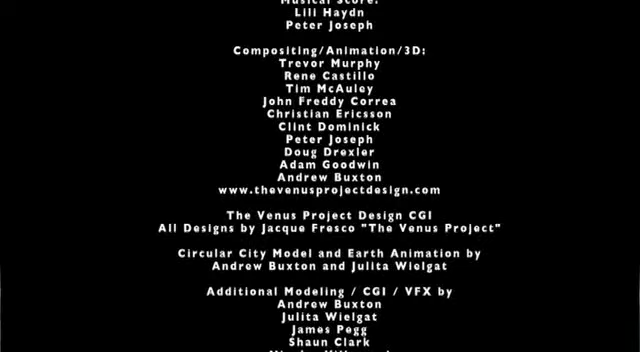 Musical Score:
Lili Haydn
Peter Joseph
Compositing/Animation/3D:
Trevor Murphy
Rene Castillo
Tim McAuley
John Freddy Correa
Christian Ericsson
Clint Dominick
Peter Joseph
Doug Drexler
Adam Goodwin
Andrew Buxton
www.thevenusprojectdesign.com
The Venus Project Design CGI
All Designs by Jacque Fresco "The Venus Project"
Circular City Model and Earth Animation by
Andrew Buxton and Julita Wielgat
Additional Modeling / CGI / VFX by
Andrew Buxton
Julita Wielgat
James Pegg
Shaun Clark